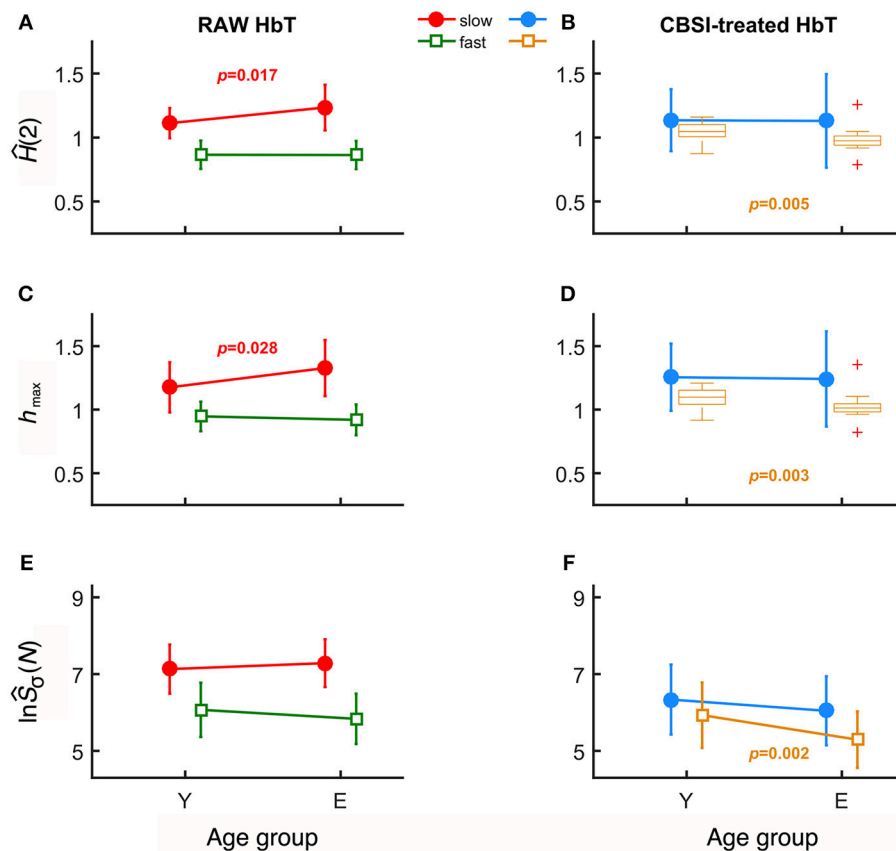 A RAW HbT slow fast B CBSI-treated HbT
1.5
1
0.5
Ĥ(2)
p=0.017
1.5
1
0.5
p=0.005
C
1.5
1
0.5
hmax
p=0.028
D
1.5
1
0.5
p=0.003
E
9
7
5
lnŜσ(N)
Y E
Age group
F
9
7
5
p=0.002
Y E
Age group